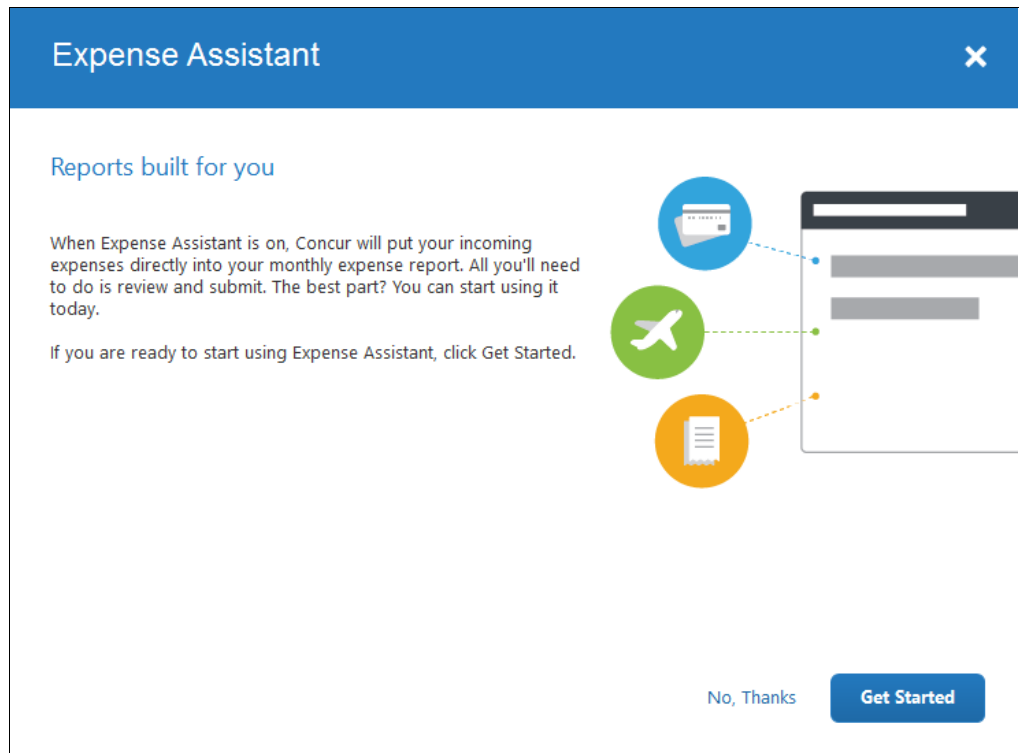 Expense Assistant
Reports built for you
When Expense Assistant is on, Concur will put your incoming
expenses directly into your monthly expense report. All you'll need
to do is review and submit. The best part? You can start using it
today.
If you are ready to start using Expense Assistant, click Get Started.
No, Thanks
Get Started